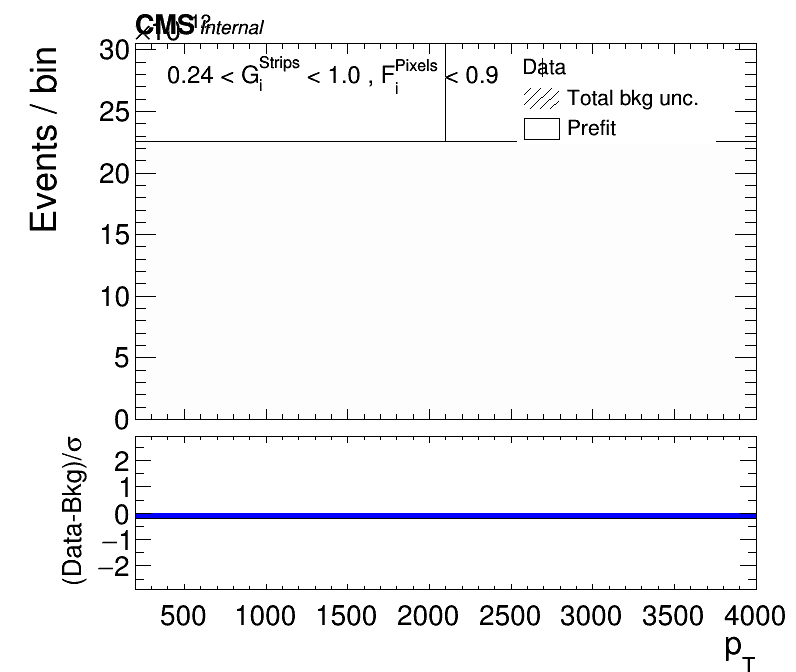 CMS Internal
×10
30
0.24 < G_i^Strips < 1.0 , F_i^Pixels < 0.9
Data
Total bkg unc.
Prefit
25
20
15
10
5
0
Events / bin
2
1
0
−1
−2
(Data-Bkg)/σ
500 1000 1500 2000 2500 3000 3500 4000
p_T